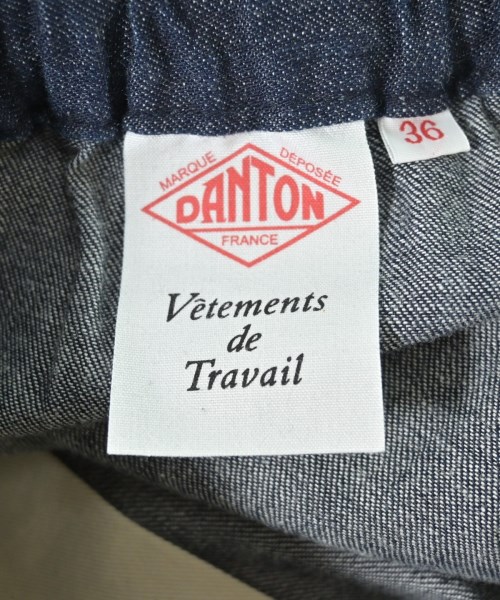 MARQUE DÉPOSÉE
DANTON
FRANCE
Vêtements
de
Travail
36